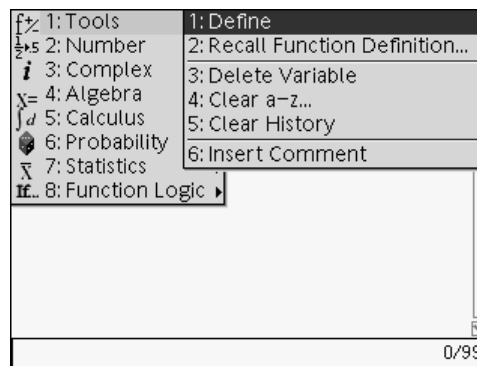 1: Tools
2: Number
3: Complex
4: Algebra
5: Calculus
6: Probability
7: Statistics
8: Function Logic
1: Define
2: Recall Function Definition...
3: Delete Variable
4: Clear a–z...
5: Clear History
6: Insert Comment
0/99